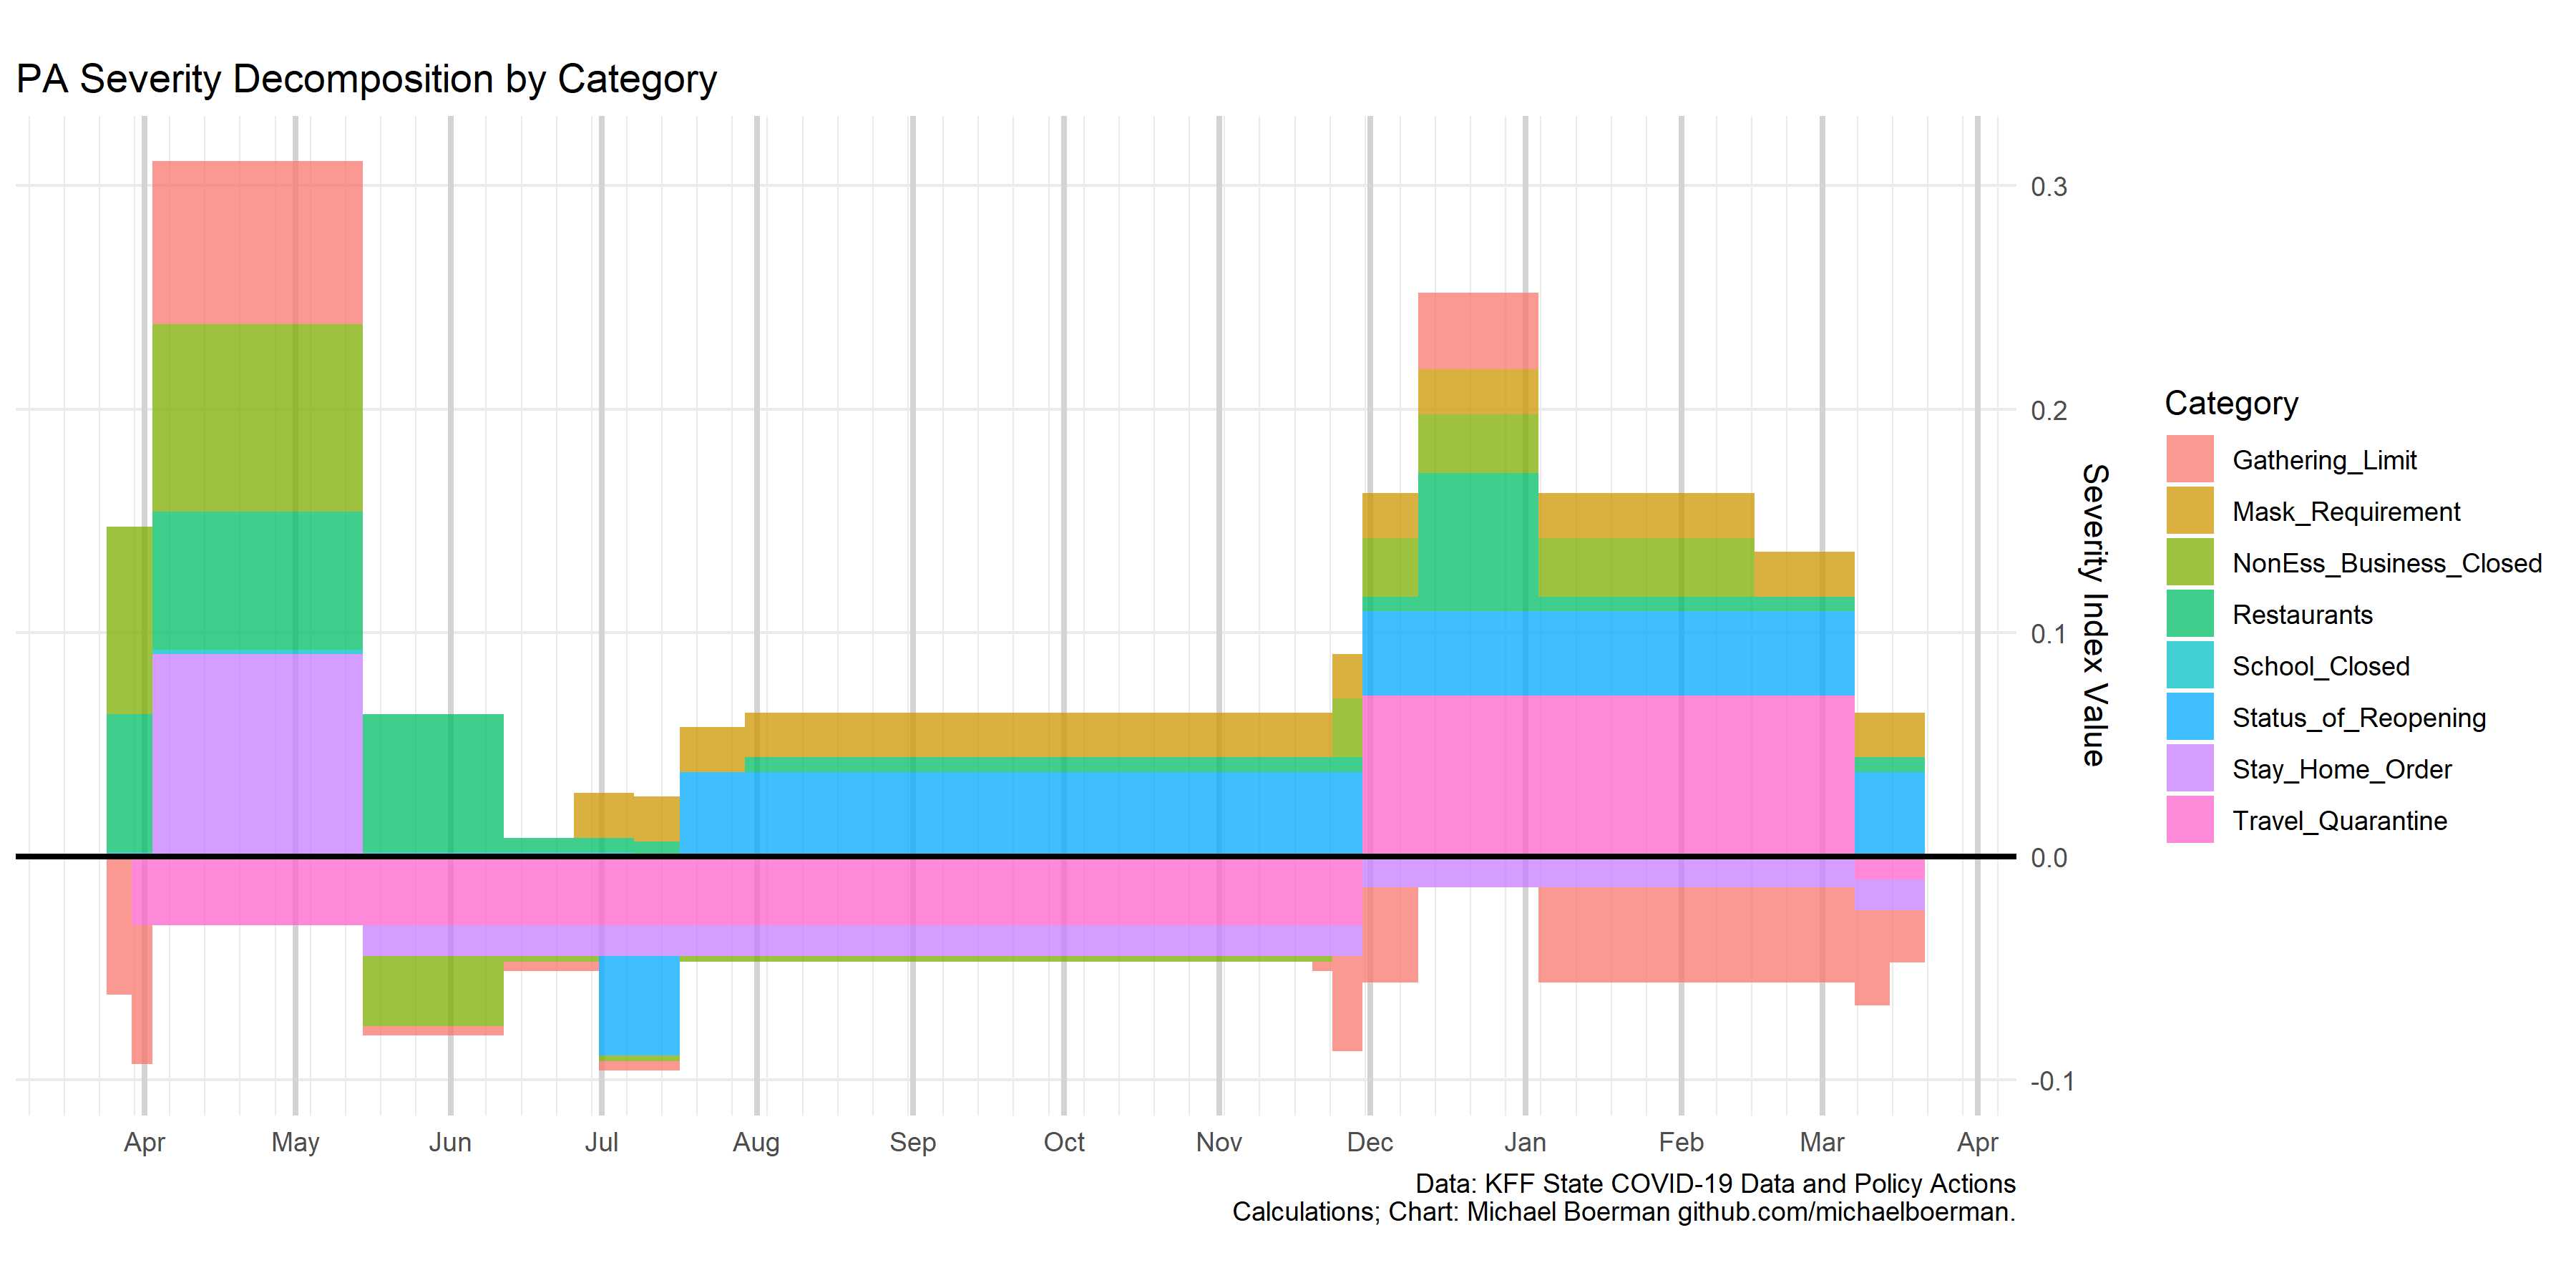 PA Severity Decomposition by Category
0.3
0.2
0.1
0.0
-0.1
Severity Index Value
Apr May Jun Jul Aug Sep Oct Nov Dec Jan Feb Mar Apr
Category
Gathering_Limit
Mask_Requirement
NonEss_Business_Closed
Restaurants
School_Closed
Status_of_Reopening
Stay_Home_Order
Travel_Quarantine
Data: KFF State COVID-19 Data and Policy Actions
Calculations; Chart: Michael Boerman github.com/michaelboerman.